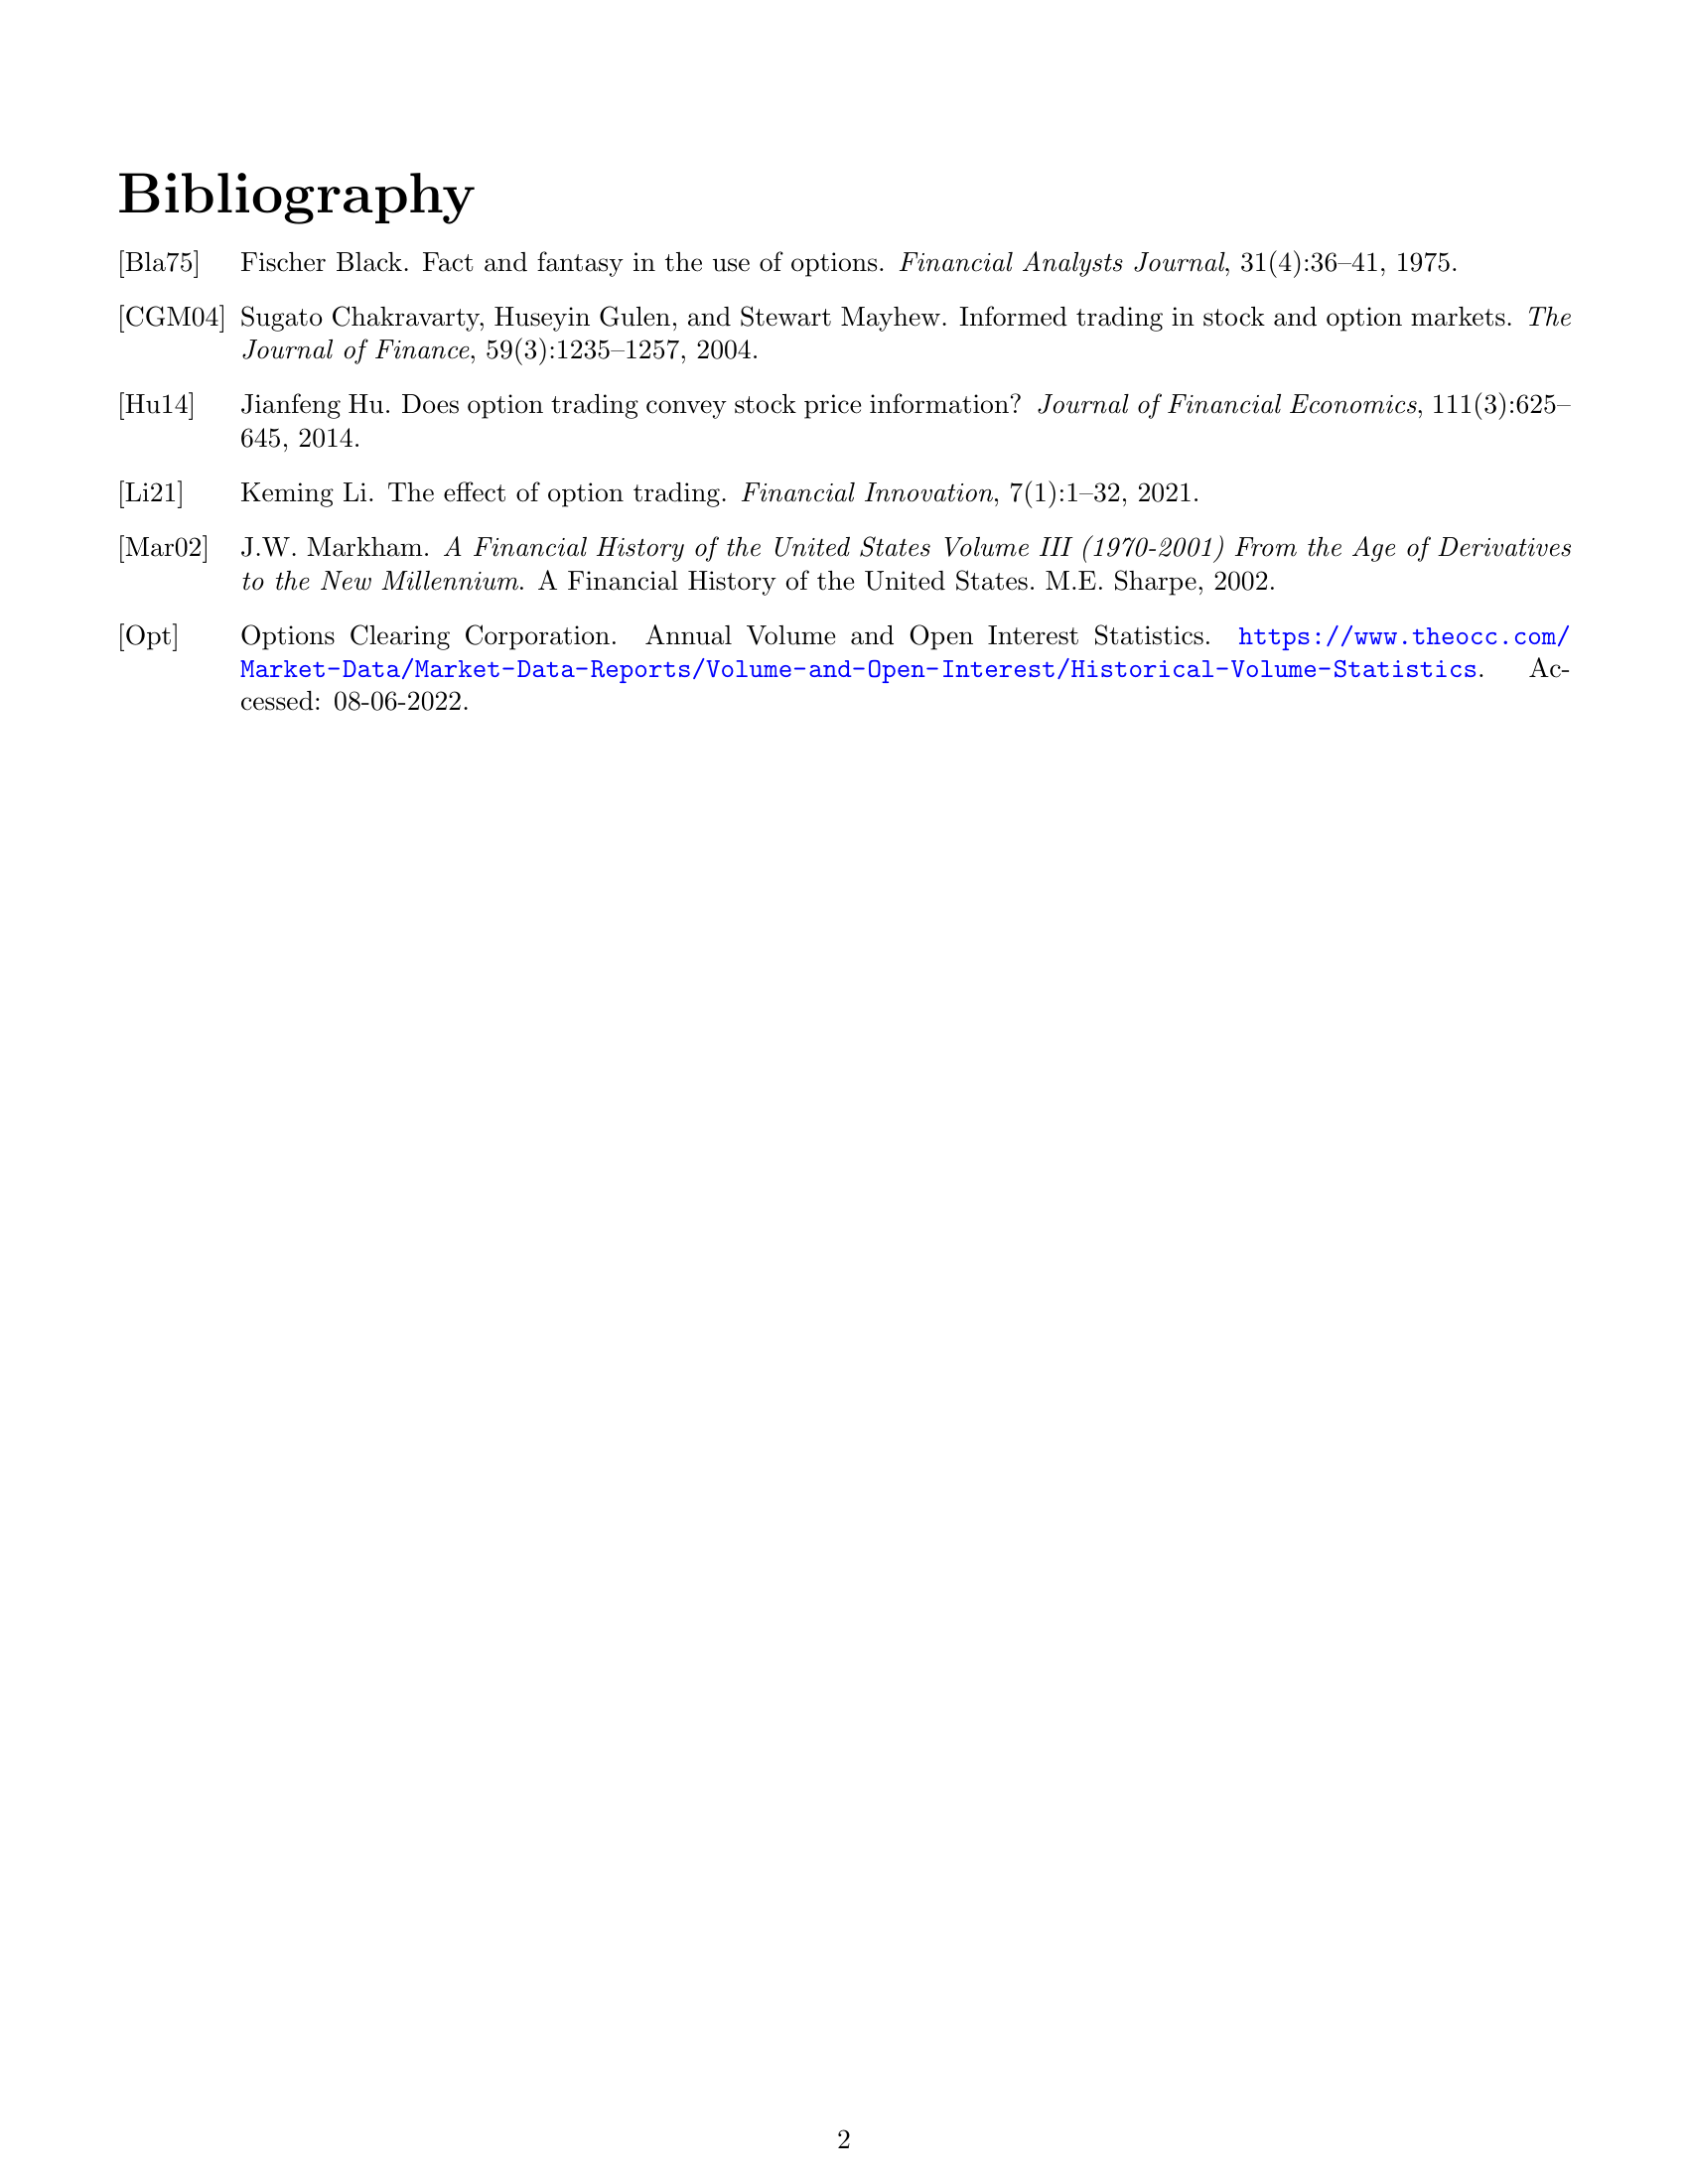 Bibliography
[Bla75] Fischer Black. Fact and fantasy in the use of options. Financial Analysts Journal, 31(4):36–41, 1975.
[CGM04] Sugato Chakravarty, Huseyin Gulen, and Stewart Mayhew. Informed trading in stock and option markets. The
Journal of Finance, 59(3):1235–1257, 2004.
[Hu14] Jianfeng Hu. Does option trading convey stock price information? Journal of Financial Economics, 111(3):625–
645, 2014.
[Li21] Keming Li. The effect of option trading. Financial Innovation, 7(1):1–32, 2021.
[Mar02] J.W. Markham. A Financial History of the United States Volume III (1970-2001) From the Age of Derivatives
to the New Millennium. A Financial History of the United States. M.E. Sharpe, 2002.
[Opt] Options Clearing Corporation. Annual Volume and Open Interest Statistics. https://www.theocc.com/
Market-Data/Market-Data-Reports/Volume-and-Open-Interest/Historical-Volume-Statistics. Ac-
cessed: 08-06-2022.
2